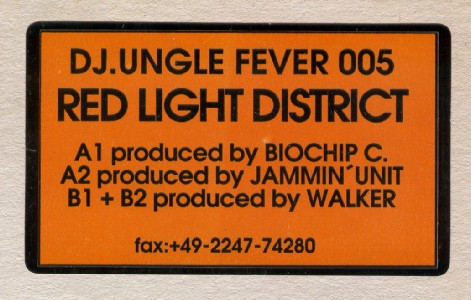 DJ.UNGLE FEVER 005
RED LIGHT DISTRICT
A1 produced by BIOCHIP C.
A2 produced by JAMMIN´UNIT
B1 + B2 produced by WALKER
fax:+49-2247-74280